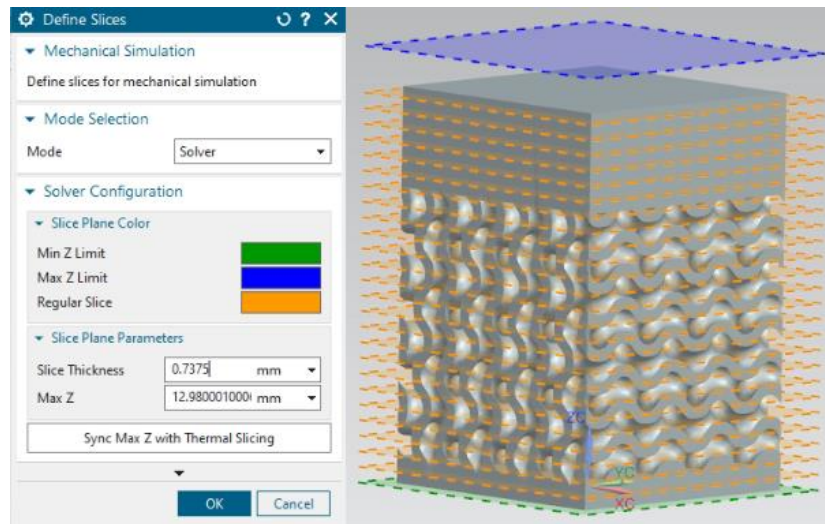 Define Slices
Mechanical Simulation
Define slices for mechanical simulation
Mode Selection
Mode Solver
Solver Configuration
Slice Plane Color
Min Z Limit
Max Z Limit
Regular Slice
Slice Plane Parameters
Slice Thickness 0.7375 mm
Max Z 12.980001000 mm
Sync Max Z with Thermal Slicing
OK Cancel
ZC
YC
XC